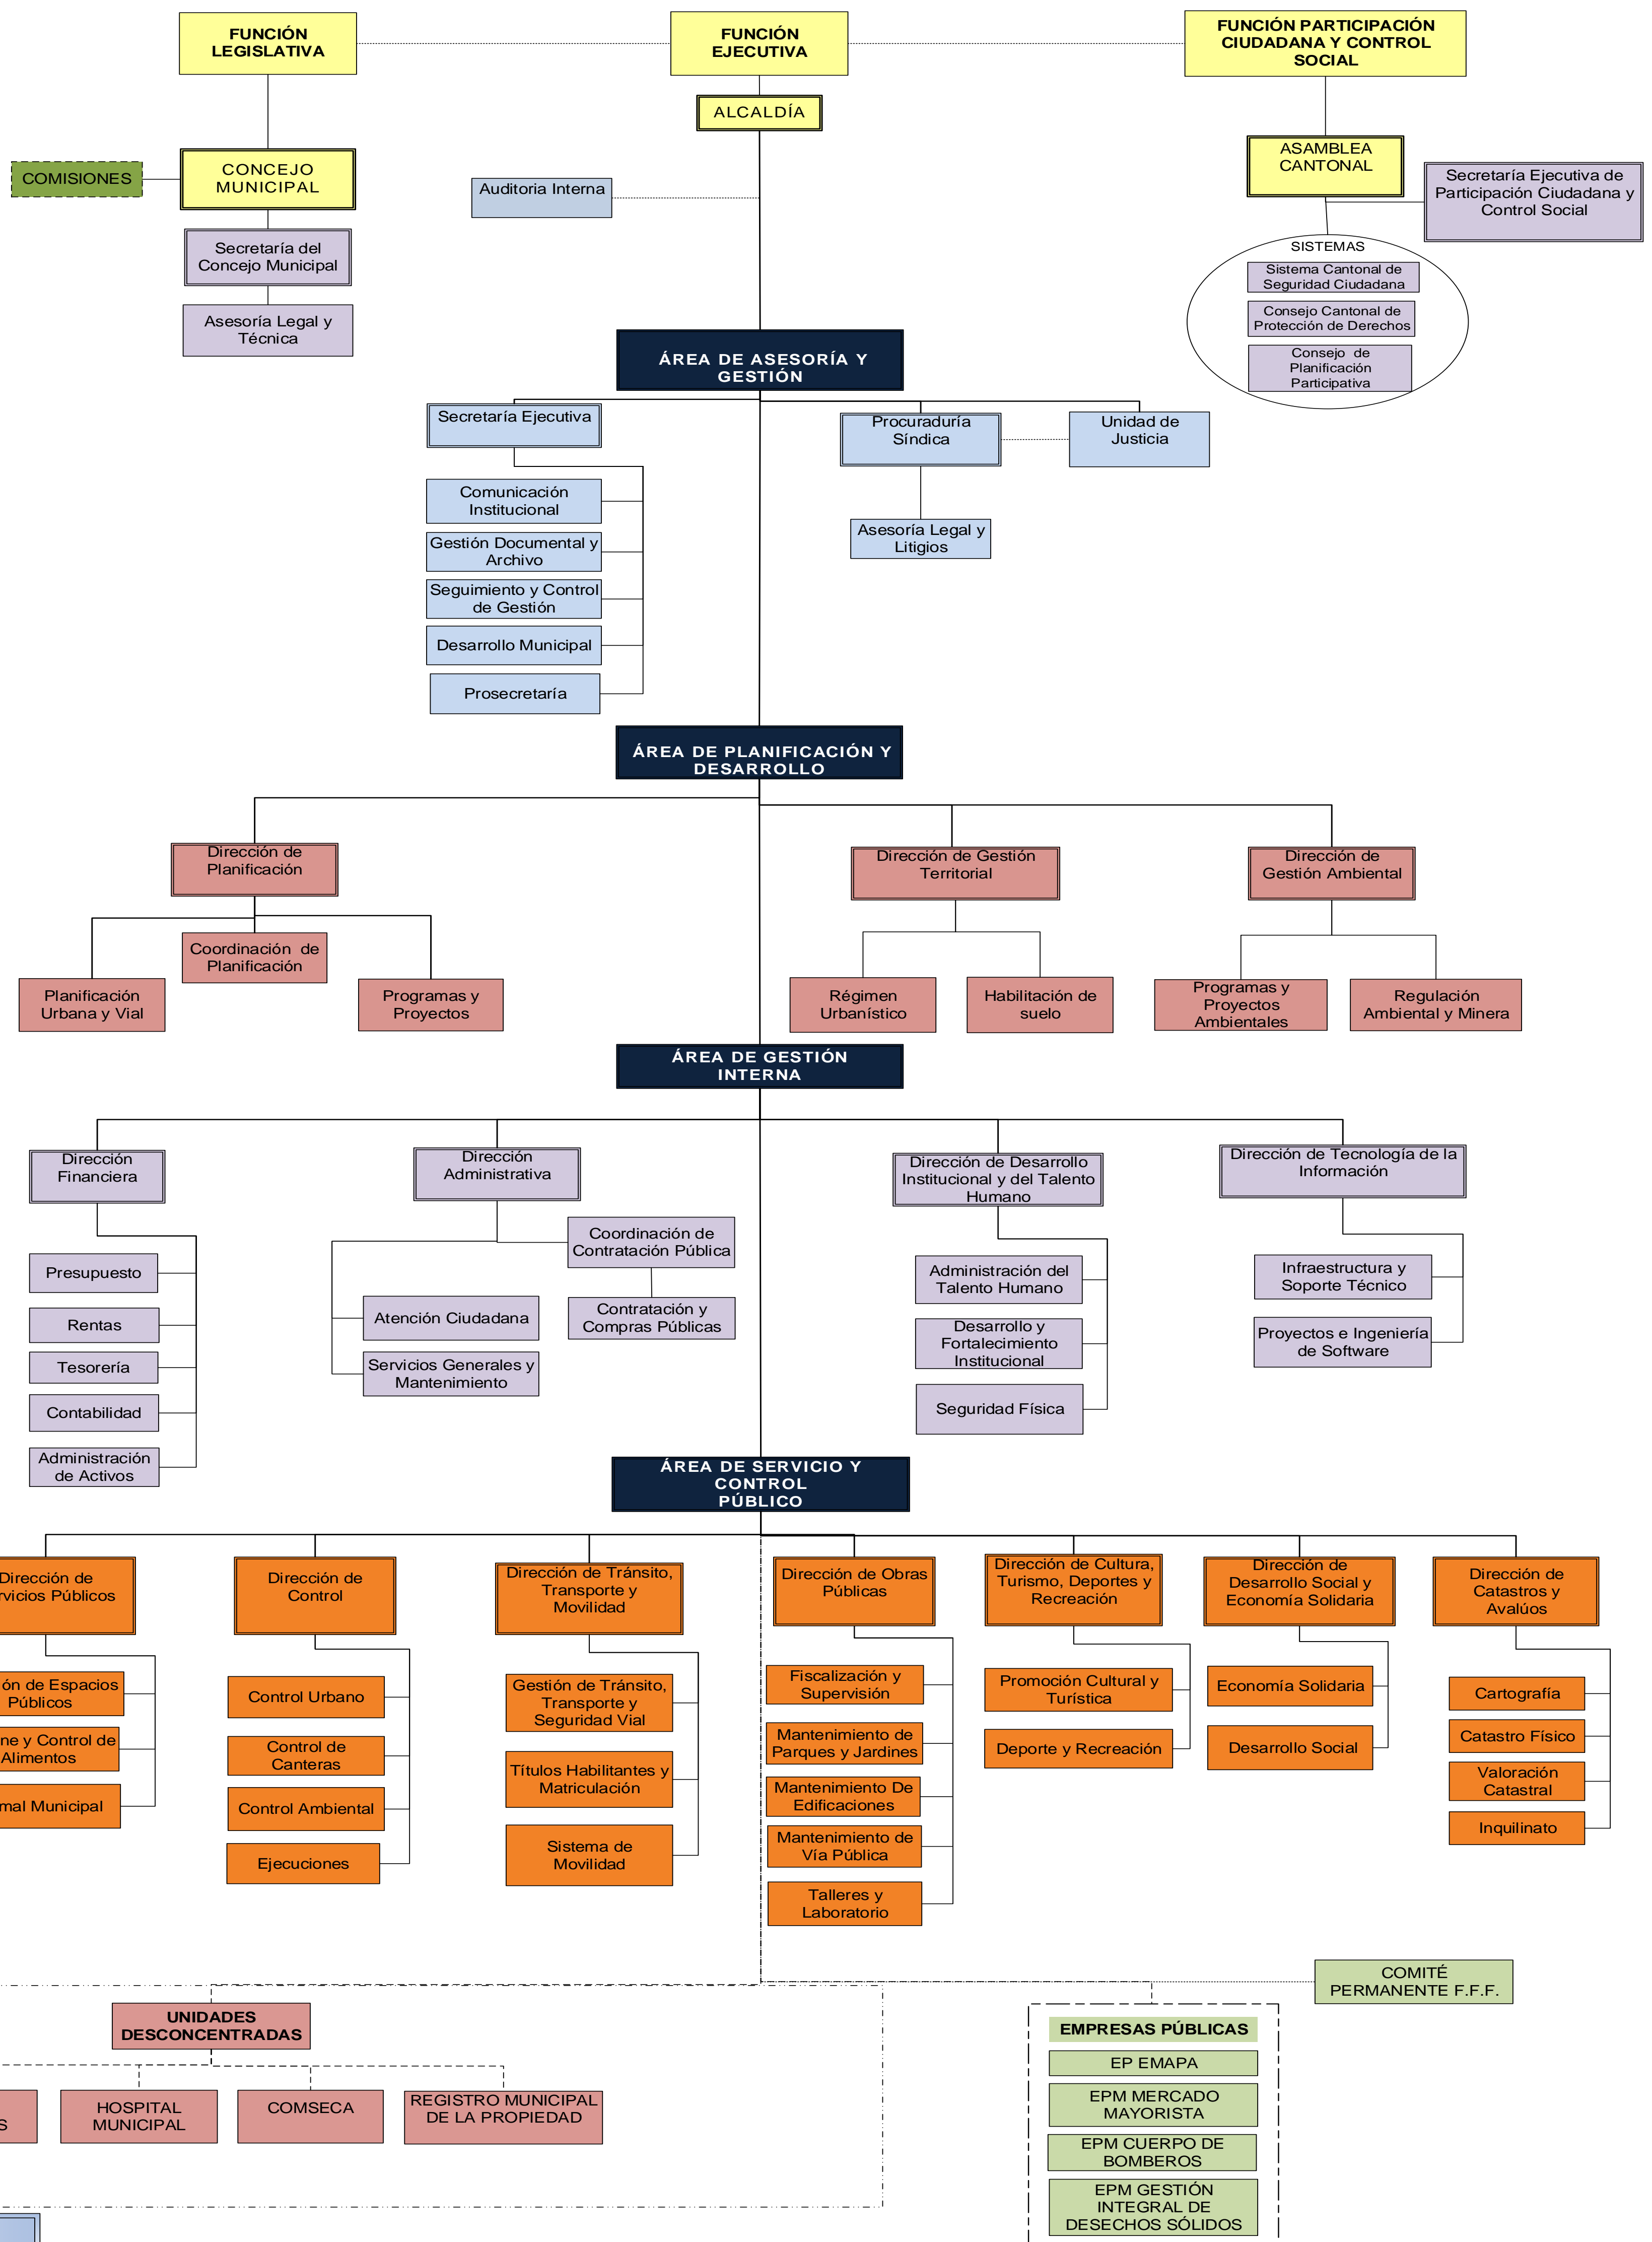 FUNCIÓN
LEGISLATIVA
FUNCIÓN
EJECUTIVA
FUNCIÓN PARTICIPACIÓN
CIUDADANA Y CONTROL
SOCIAL
ALCALDÍA
COMISIONES
CONCEJO
MUNICIPAL
Secretaría del
Concejo Municipal
Asesoría Legal y
Técnica
Auditoria Interna
ASAMBLEA
CANTONAL
Secretaría Ejecutiva de
Participación Ciudadana y
Control Social
SISTEMAS
Sistema Cantonal de
Seguridad Ciudadana
Consejo Cantonal de
Protección de Derechos
Consejo de
Planificación
Participativa
ÁREA DE ASESORÍA Y
GESTIÓN
Secretaría Ejecutiva
Comunicación
Institucional
Gestión Documental y
Archivo
Seguimiento y Control
de Gestión
Desarrollo Municipal
Prosecretaría
Procuraduría
Síndica
Unidad de
Justicia
Asesoría Legal y
Litigios
ÁREA DE PLANIFICACIÓN Y
DESARROLLO
Dirección de
Planificación
Planificación
Urbana y Vial
Coordinación de
Planificación
Programas y
Proyectos
Dirección de Gestión
Territorial
Régimen
Urbanístico
Habilitación de
suelo
Dirección de
Gestión Ambiental
Programas y
Proyectos
Ambientales
Regulación
Ambiental y Minera
ÁREA DE GESTIÓN
INTERNA
Dirección
Financiera
Presupuesto
Rentas
Tesorería
Contabilidad
Administración
de Activos
Dirección
Administrativa
Coordinación de
Contratación Pública
Contratación y
Compras Públicas
Atención Ciudadana
Servicios Generales y
Mantenimiento
Dirección de Desarrollo
Institucional y del Talento
Humano
Administración del
Talento Humano
Desarrollo y
Fortalecimiento
Institucional
Seguridad Física
Dirección de Tecnología de la
Información
Infraestructura y
Soporte Técnico
Proyectos e Ingeniería
de Software
ÁREA DE SERVICIO Y
CONTROL
PÚBLICO
Dirección de
Públicos
de Espacios
Públicos
y Control de
Alimentos
Municipal
Dirección de
Control
Control Urbano
Control de
Canteras
Control Ambiental
Ejecuciones
Dirección de Tránsito,
Transporte y
Movilidad
Gestión de Tránsito,
Transporte y
Seguridad Vial
Títulos Habilitantes y
Matriculación
Sistema de
Movilidad
Dirección de Obras
Públicas
Fiscalización y
Supervisión
Mantenimiento de
Parques y Jardines
Mantenimiento De
Edificaciones
Mantenimiento de
Vía Pública
Talleres y
Laboratorio
Dirección de Cultura,
Turismo, Deportes y
Recreación
Promoción Cultural y
Turística
Deporte y Recreación
Dirección de
Desarrollo Social y
Economía Solidaria
Economía Solidaria
Desarrollo Social
Dirección de
Catastros y
Avalúos
Cartografía
Catastro Físico
Valoración
Catastral
Inquilinato
COMITÉ
PERMANENTE F.F.F.
UNIDADES
DESCONCENTRADAS
HOSPITAL
MUNICIPAL
COMSECA
REGISTRO MUNICIPAL
DE LA PROPIEDAD
EMPRESAS PÚBLICAS
EP EMAPA
EPM MERCADO
MAYORISTA
EPM CUERPO DE
BOMBEROS
EPM GESTIÓN
INTEGRAL DE
DESECHOS SÓLIDOS